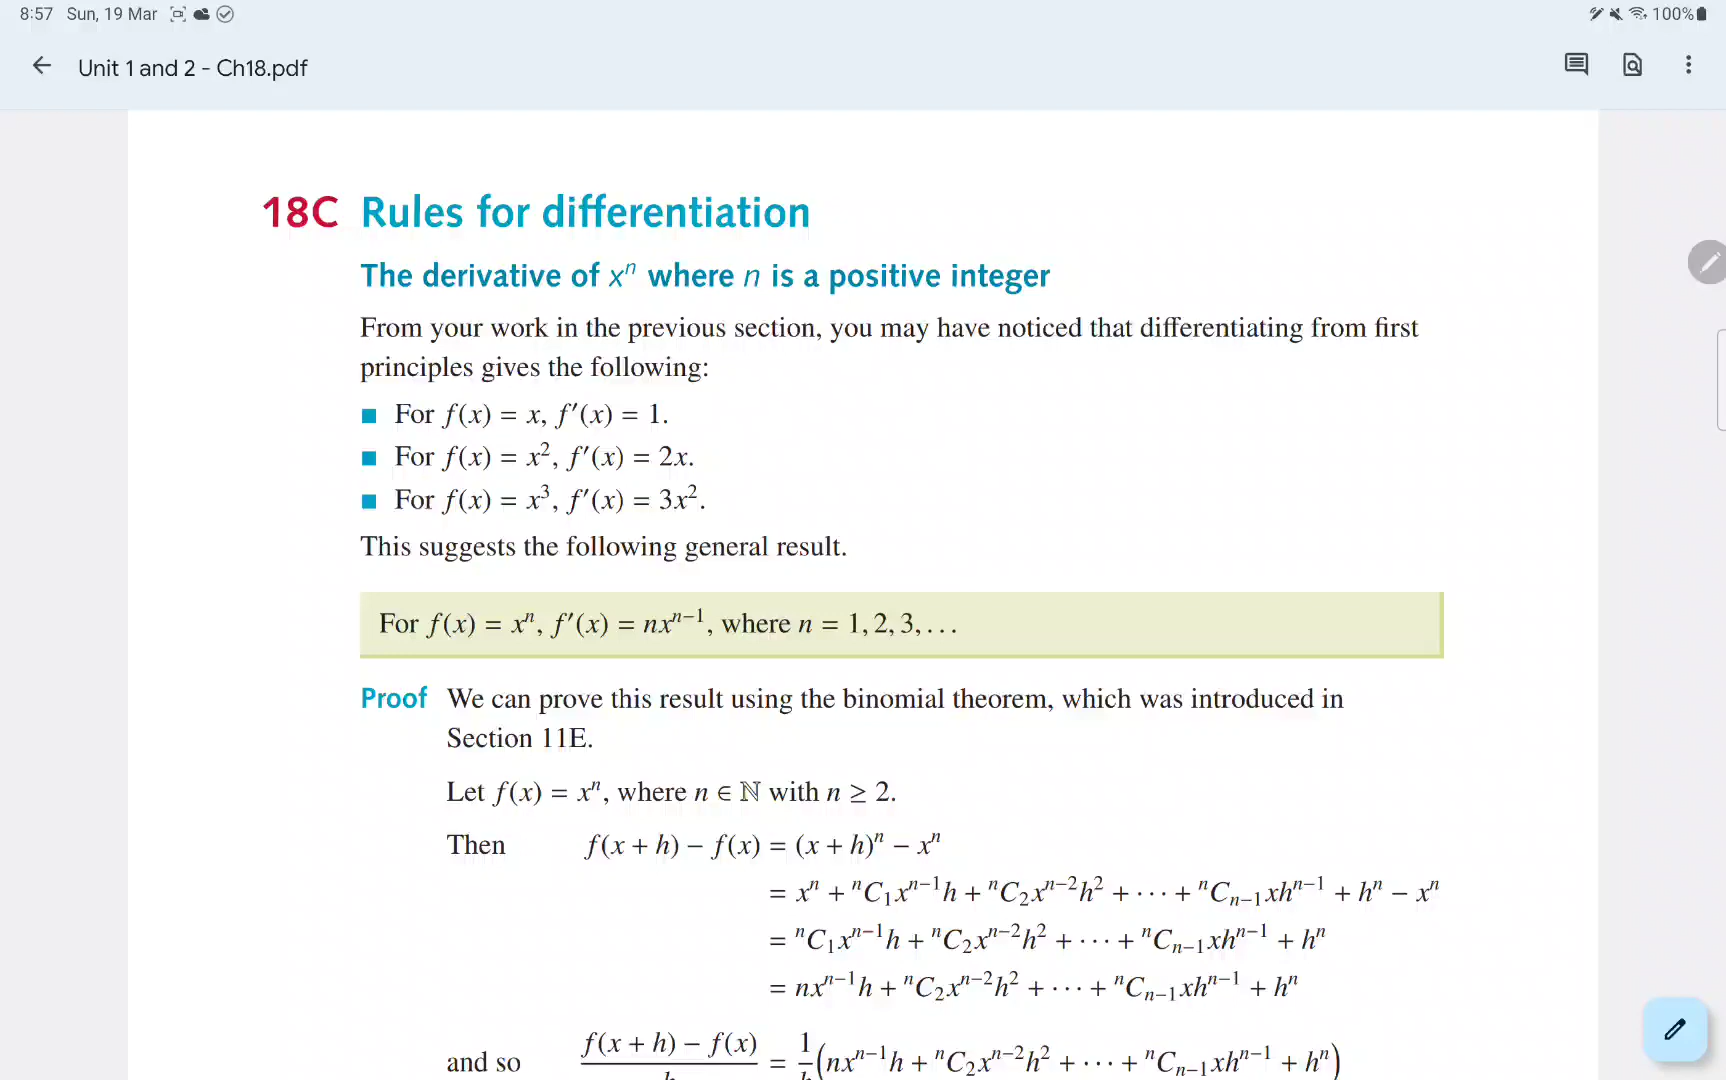 8:57 Sun, 19 Mar
100%
Unit 1 and 2 - Ch18.pdf
18C Rules for differentiation
The derivative of xⁿ where n is a positive integer
From your work in the previous section, you may have noticed that differentiating from first
principles gives the following:
■ For f(x) = x, f′(x) = 1.
■ For f(x) = x², f′(x) = 2x.
■ For f(x) = x³, f′(x) = 3x².
This suggests the following general result.
For f(x) = xⁿ, f′(x) = nxⁿ⁻¹, where n = 1, 2, 3, . . .
Proof We can prove this result using the binomial theorem, which was introduced in
Section 11E.
Let f(x) = xⁿ, where n ∈ ℕ with n ≥ 2.
Then f(x + h) − f(x) = (x + h)ⁿ − xⁿ
= xⁿ + ⁿC₁xⁿ⁻¹h + ⁿC₂xⁿ⁻²h² + · · · + ⁿCₙ₋₁xhⁿ⁻¹ + hⁿ − xⁿ
= ⁿC₁xⁿ⁻¹h + ⁿC₂xⁿ⁻²h² + · · · + ⁿCₙ₋₁xhⁿ⁻¹ + hⁿ
= nxⁿ⁻¹h + ⁿC₂xⁿ⁻²h² + · · · + ⁿCₙ₋₁xhⁿ⁻¹ + hⁿ
and so (f(x + h) − f(x))/h = 1/h(nxⁿ⁻¹h + ⁿC₂xⁿ⁻²h² + · · · + ⁿCₙ₋₁xhⁿ⁻¹ + hⁿ)